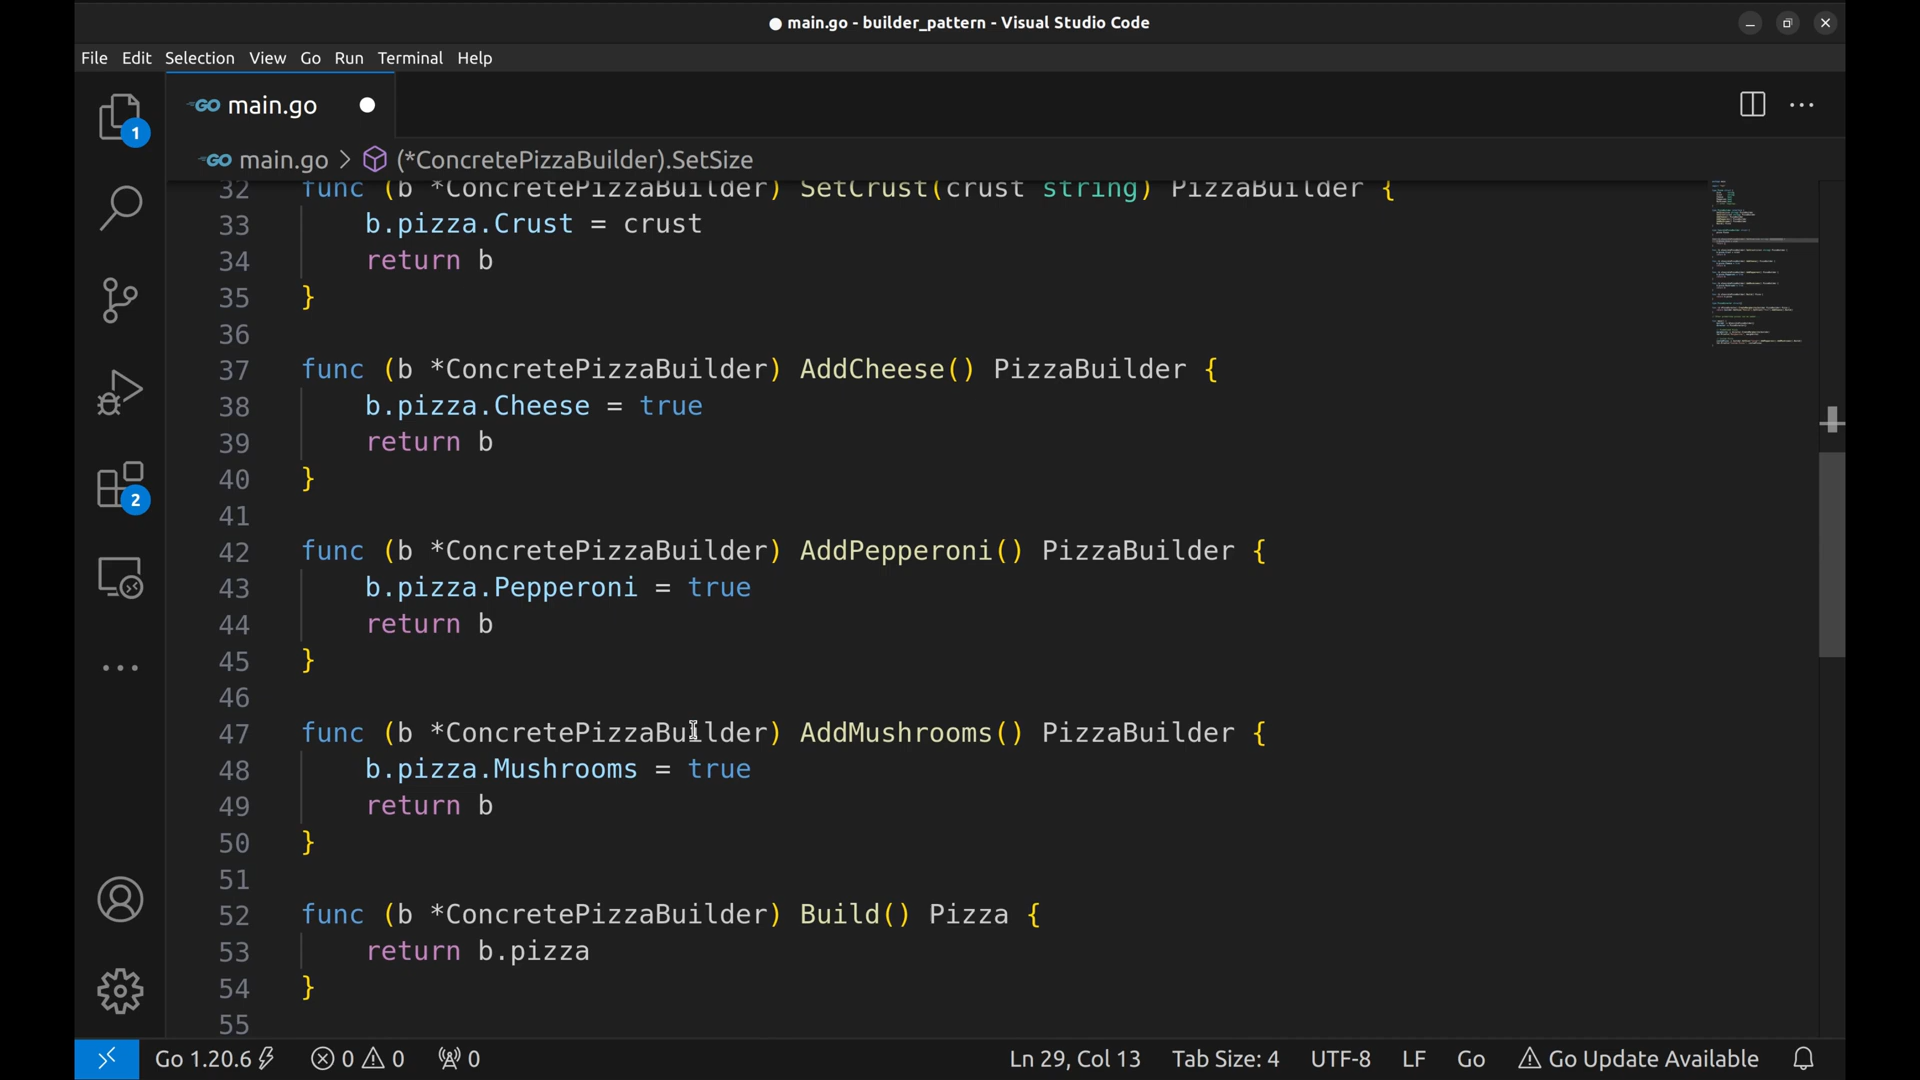 main.go - builder_pattern - Visual Studio Code
File Edit Selection View Go Run Terminal Help
GO main.go
GO main.go > (*ConcretePizzaBuilder).SetSize
1
2
32 func (b *ConcretePizzaBuilder) SetCrust(crust string) PizzaBuilder {
33 b.pizza.Crust = crust
34 return b
35 }
36
37 func (b *ConcretePizzaBuilder) AddCheese() PizzaBuilder {
38 b.pizza.Cheese = true
39 return b
40 }
41
42 func (b *ConcretePizzaBuilder) AddPepperoni() PizzaBuilder {
43 b.pizza.Pepperoni = true
44 return b
45 }
46
47 func (b *ConcretePizzaBuilder) AddMushrooms() PizzaBuilder {
48 b.pizza.Mushrooms = true
49 return b
50 }
51
52 func (b *ConcretePizzaBuilder) Build() Pizza {
53 return b.pizza
54 }
55
Go 1.20.6 0 0 0 Ln 29, Col 13 Tab Size: 4 UTF-8 LF Go Go Update Available